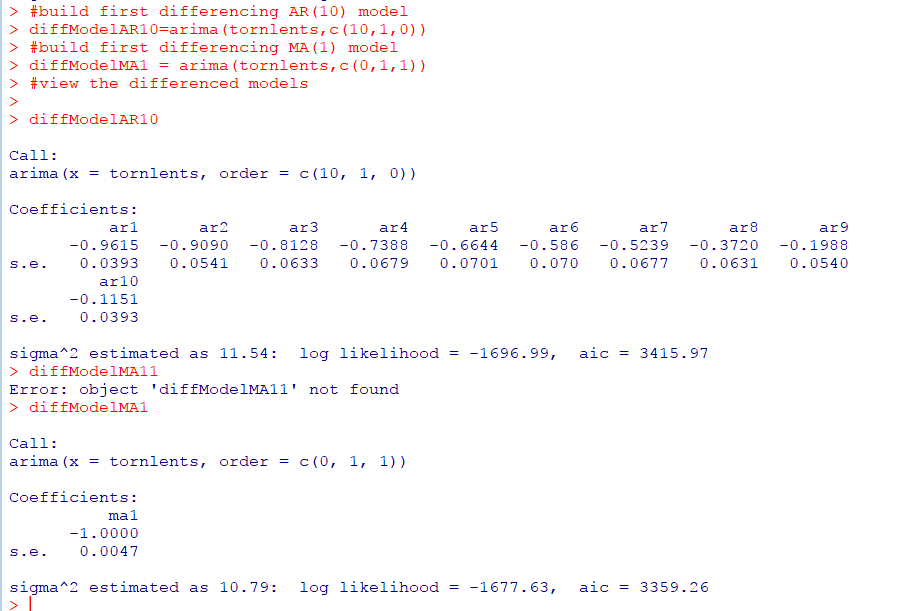 > #build first differencing AR(10) model
> diffModelAR10=arima(tornlents,c(10,1,0))
> #build first differencing MA(1) model
> diffModelMA1 = arima(tornlents,c(0,1,1))
> #view the differenced models
>
> diffModelAR10
Call:
arima(x = tornlents, order = c(10, 1, 0))
Coefficients:
ar1 ar2 ar3 ar4 ar5 ar6 ar7 ar8 ar9
-0.9615 -0.9090 -0.8128 -0.7388 -0.6644 -0.586 -0.5239 -0.3720 -0.1988
s.e. 0.0393 0.0541 0.0633 0.0679 0.0701 0.070 0.0677 0.0631 0.0540
ar10
-0.1151
s.e. 0.0393
sigma^2 estimated as 11.54: log likelihood = -1696.99, aic = 3415.97
> diffModelMA11
Error: object 'diffModelMA11' not found
> diffModelMA1
Call:
arima(x = tornlents, order = c(0, 1, 1))
Coefficients:
ma1
-1.0000
s.e. 0.0047
sigma^2 estimated as 10.79: log likelihood = -1677.63, aic = 3359.26
>